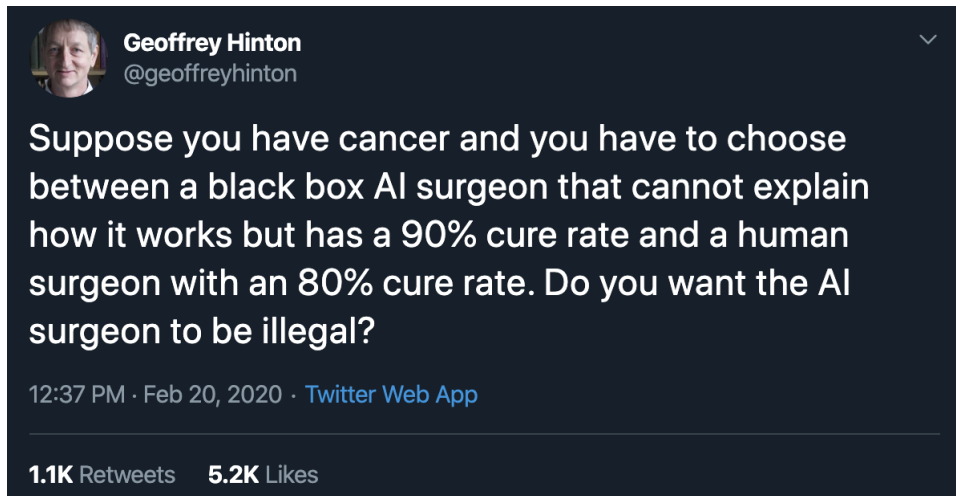 Geoffrey Hinton
@geoffreyhinton
Suppose you have cancer and you have to choose
between a black box AI surgeon that cannot explain
how it works but has a 90% cure rate and a human
surgeon with an 80% cure rate. Do you want the AI
surgeon to be illegal?
12:37 PM · Feb 20, 2020 · Twitter Web App
1.1K Retweets 5.2K Likes